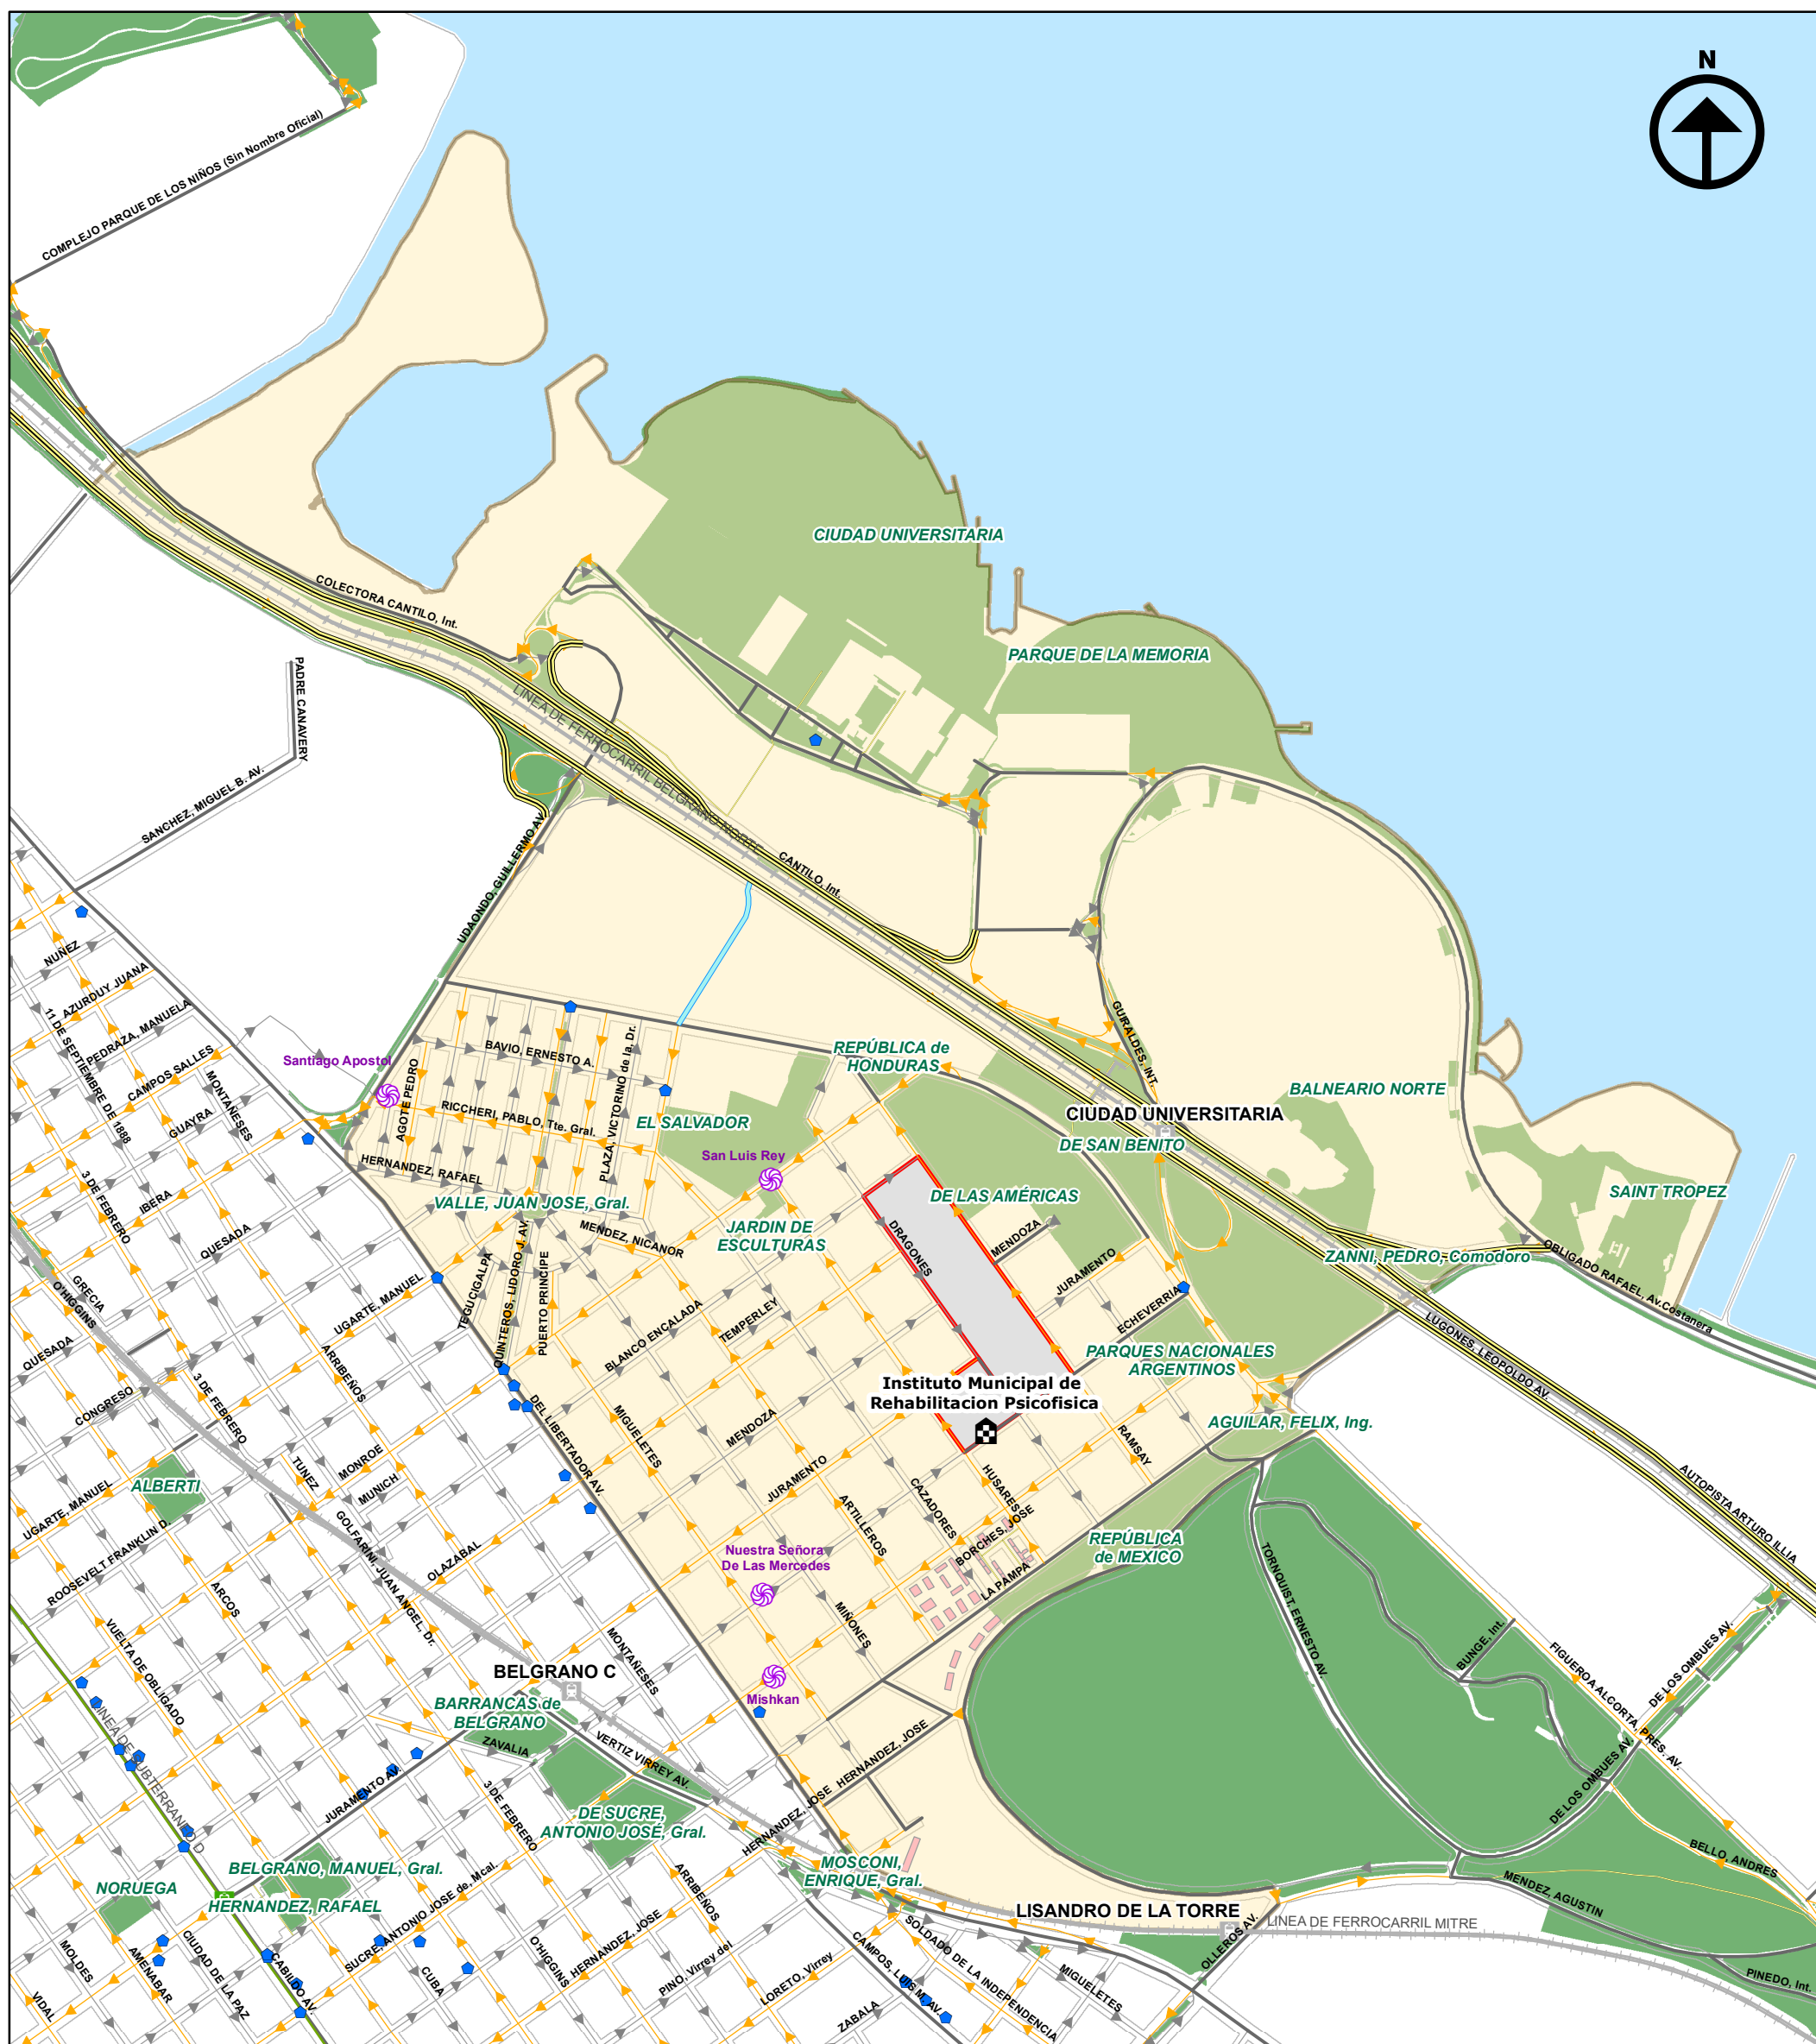 N
COMPLEJO PARQUE DE LOS NIÑOS (Sin Nombre Oficial)
CIUDAD UNIVERSITARIA
COLECTORA CANTILO, Int.
PARQUE DE LA MEMORIA
PADRE CANAVERY
LINEA DE FERROCARRIL BELGRANO NORTE
SANCHEZ, MIGUEL B. AV.
UDAONDO, GUILLERMO AV.
CANTILO, Int.
NUÑEZ
AZURDUY JUANA
11 DE SEPTIEMBRE DE 1888
PEDRAZA, MANUELA
CAMPOS SALLES
MONTAÑESES
GUAYRA
Santiago Apostol
AGOTE PEDRO
BAVIO, ERNESTO A.
PLAZA, VICTORINO de la, Dr.
RICCHERI, PABLO, Tte. Gral.
HERNANDEZ, RAFAEL
REPÚBLICA de
HONDURAS
GUIRALDES, INT.
BALNEARIO NORTE
CIUDAD UNIVERSITARIA
EL SALVADOR
DE SAN BENITO
San Luis Rey
3 DE FEBRERO
IBERA
QUESADA
VALLE, JUAN JOSE, Gral.
DE LAS AMÉRICAS
SAINT TROPEZ
JARDIN DE
ESCULTURAS
MENDEZ, NICANOR
DRAGONES
MENDOZA
ZANNI, PEDRO, Comodoro
OBLIGADO RAFAEL, Av.Costanera
GRECIA
O'HIGGINS
UGARTE, MANUEL
TEGUCIGALPA
QUINTEROS, LIDORO J. AV.
PUERTO PRINCIPE
JURAMENTO
ECHEVERRIA
BLANCO ENCALADA
TEMPERLEY
LUGONES, LEOPOLDO AV.
QUESADA
ARRIBEÑOS
PARQUES NACIONALES
ARGENTINOS
CONGRESO
3 DE FEBRERO
Instituto Municipal de
Rehabilitacion Psicofisica
DEL LIBERTADOR AV.
MIGUELETES
MENDOZA
RAMSAY
AGUILAR, FELIX, Ing.
ALBERTI
TUNEZ
MONROE
MUNICH
JURAMENTO
CAZADORES
HUSARES
AUTOPISTA ARTURO ILLIA
UGARTE, MANUEL
ROOSEVELT FRANKLIN D.
GOLFARINI, JUAN ANGEL, Dr.
OLAZABAL
ARTILLEROS
BORCHES, JOSE
REPÚBLICA
de MEXICO
Nuestra Señora
De Las Mercedes
LA PAMPA
TORNQUIST, ERNESTO AV.
ARCOS
VUELTA DE OBLIGADO
MIÑONES
MONTAÑESES
BUNGE, Int.
FIGUEROA ALCORTA, PRES. AV.
DE LOS OMBUES AV.
BELGRANO C
Mishkan
BARRANCAS de
BELGRANO
LINEA DE SUBTERRANEO D
ZAVALIA
VERTIZ VIRREY AV.
HERNANDEZ, JOSE
DE LOS OMBUES AV.
JURAMENTO AV.
3 DE FEBRERO
HERNANDEZ, JOSE
DE SUCRE,
ANTONIO JOSÉ, Gral.
BELLO, ANDRES
BELGRANO, MANUEL, Gral.
MOSCONI,
ENRIQUE, Gral.
NORUEGA
HERNANDEZ, RAFAEL
SUCRE, ANTONIO JOSE de, Mcal.
ARRIBEÑOS
MENDEZ, AGUSTIN
LISANDRO DE LA TORRE
LINEA DE FERROCARRIL MITRE
OLLEROS AV.
MOLDES
AMENABAR
CIUDAD DE LA PAZ
CABILDO AV.
CUBA
O'HIGGINS
HERNANDEZ, JOSE
PINO, Virrey del
LORETO, Virrey
CAMPOS, LUIS M. AV.
SOLDADO DE LA INDEPENDENCIA
MIGUELETES
PINEDO, Int.
VIDAL
ZABALA